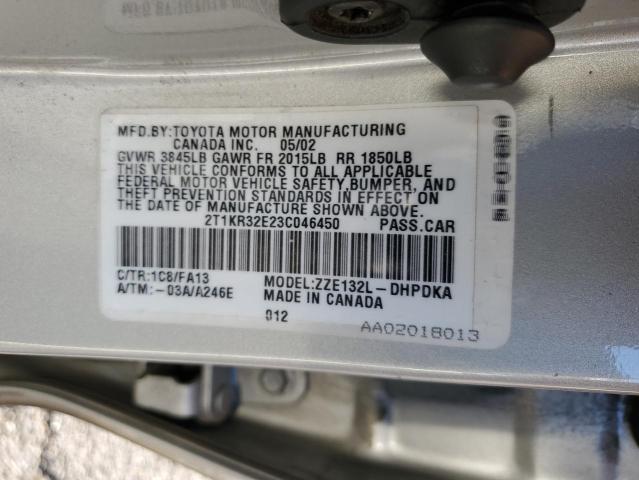 MFD.BY:TOYOTA MOTOR MANUFACTURING
CANADA INC. 05/02
GVWR 3845LB GAWR FR 2015LB RR 1850LB
THIS VEHICLE CONFORMS TO ALL APPLICABLE
FEDERAL MOTOR VEHICLE SAFETY,BUMPER, AND
THEFT PREVENTION STANDARDS IN EFFECT ON
THE DATE OF MANUFACTURE SHOWN ABOVE.
2T1KR32E23C046450 PASS.CAR
C/TR:1C8/FA13 MODEL:ZZE132L-DHPDKA
A/TM:-03A/A246E MADE IN CANADA
012
AA02018013